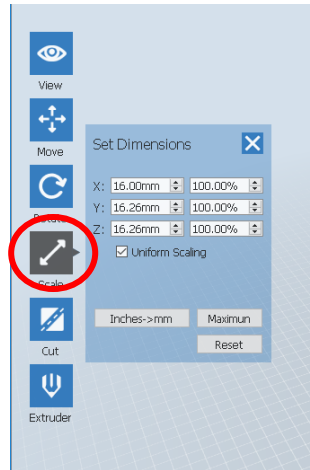 View
Move
Set Dimensions
X: 16.00mm 100.00%
Rotate
Y: 16.26mm 100.00%
Z: 16.26mm 100.00%
Uniform Scaling
Scale
Inches->mm Maximun
Reset
Cut
Extruder